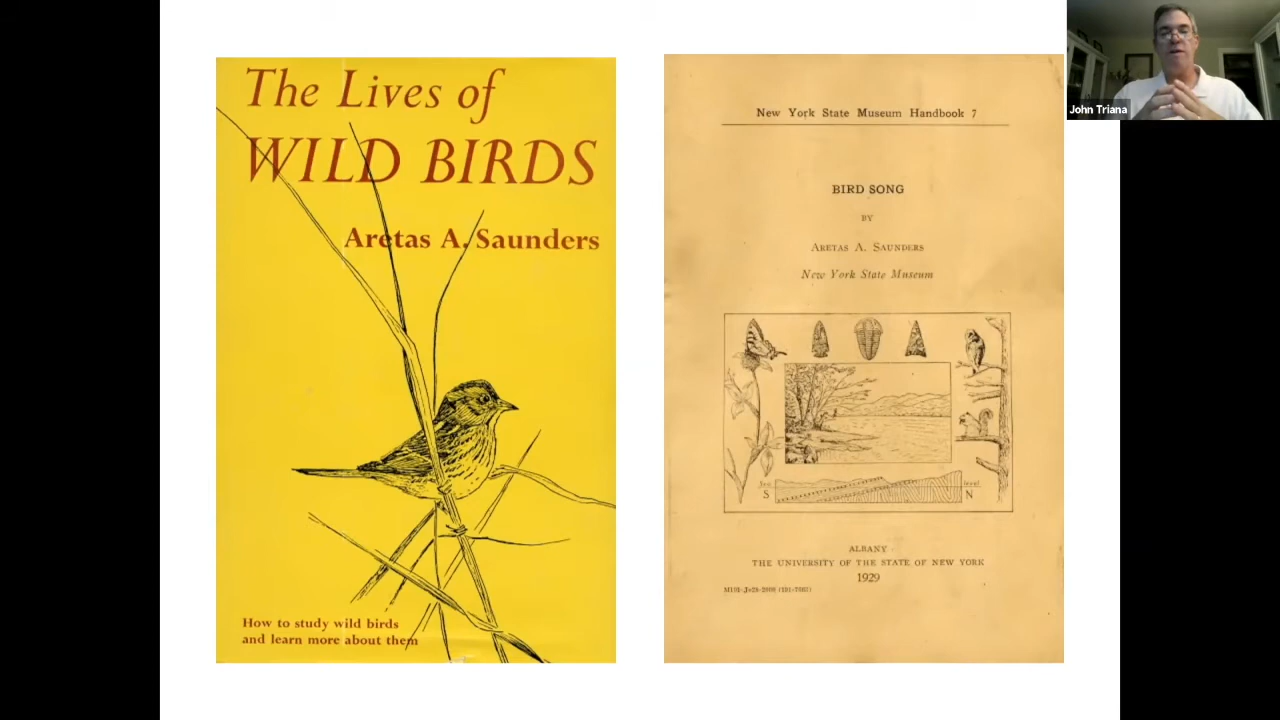 The Lives of
WILD BIRDS
Aretas A. Saunders
How to study wild birds
and learn more about them
New York State Museum Handbook 7
BIRD SONG
BY
ARETAS A. SAUNDERS
New York State Museum
Sea level
S N
ALBANY
THE UNIVERSITY OF THE STATE OF NEW YORK
1929
John Triana